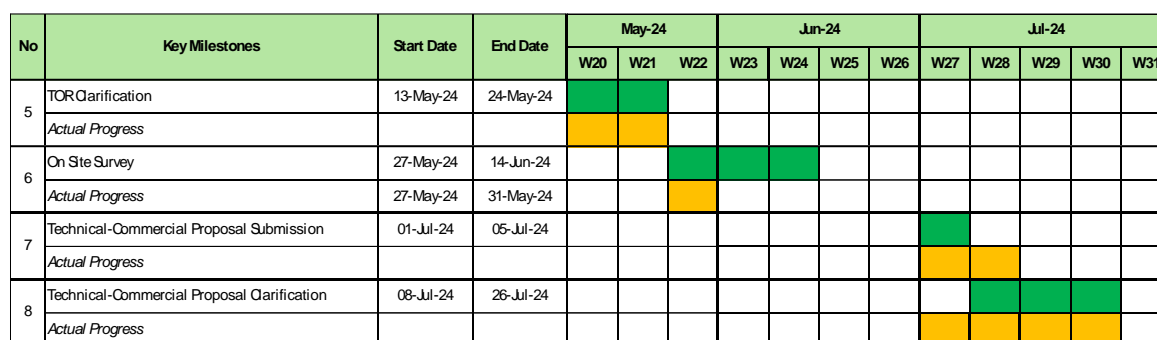 No Key Milestones Start Date End Date May-24 Jun-24 Jul-24
W20 W21 W22 W23 W24 W25 W26 W27 W28 W29 W30 W31
5 TOR Clarification 13-May-24 24-May-24
Actual Progress
6 On Site Survey 27-May-24 14-Jun-24
Actual Progress 27-May-24 31-May-24
7 Technical-Commercial Proposal Submission 01-Jul-24 05-Jul-24
Actual Progress
8 Technical-Commercial Proposal Clarification 08-Jul-24 26-Jul-24
Actual Progress